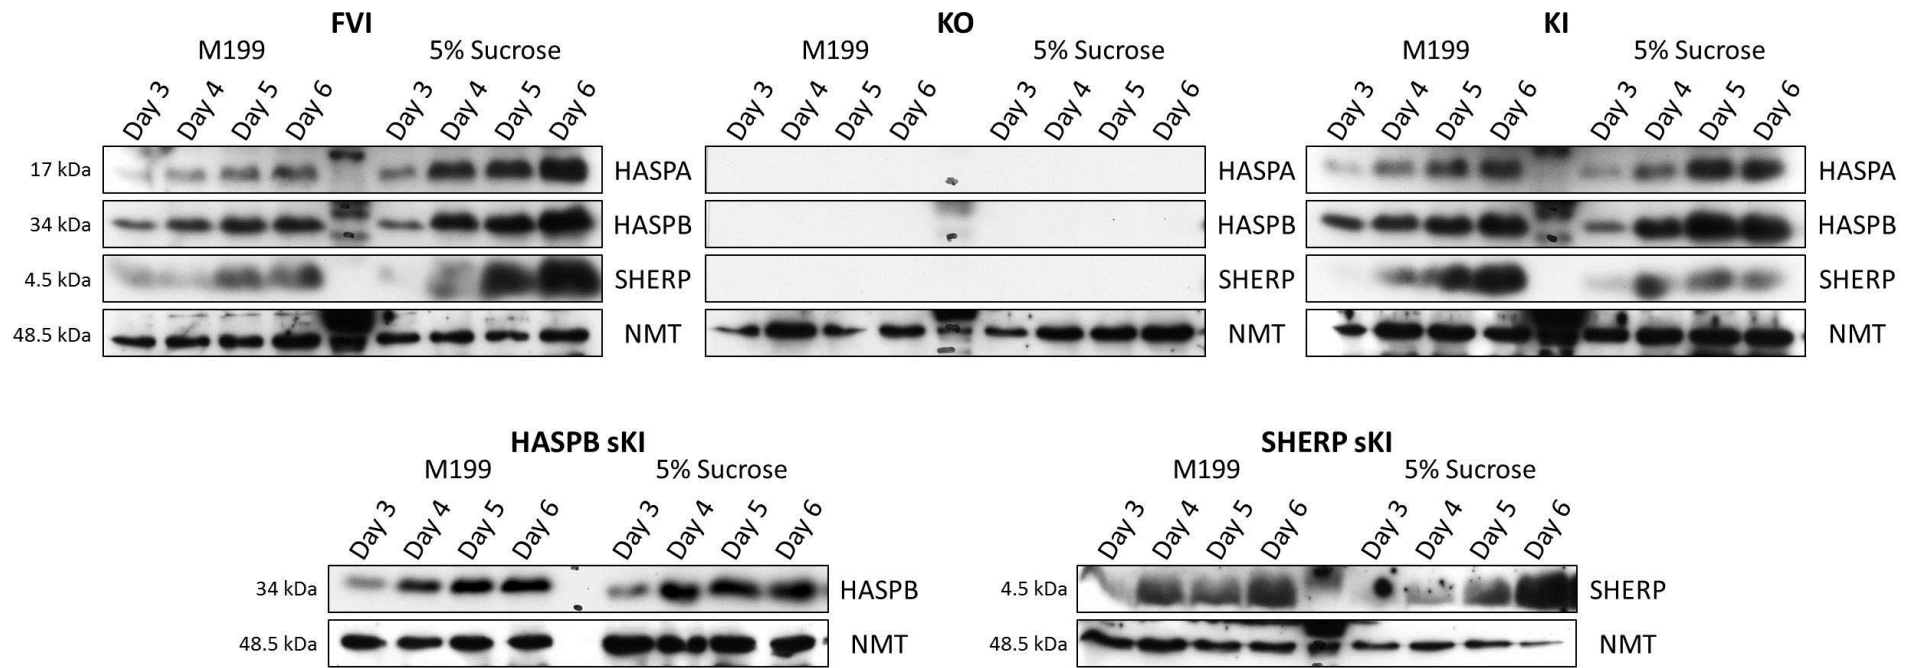 FVI KO KI
M199 5% Sucrose M199 5% Sucrose M199 5% Sucrose
Day 3 Day 4 Day 5 Day 6 Day 3 Day 4 Day 5 Day 6 Day 3 Day 4 Day 5 Day 6 Day 3 Day 4 Day 5 Day 6 Day 3 Day 4 Day 5 Day 6 Day 3 Day 4 Day 5 Day 6
17 kDa HASPA HASPA HASPA
34 kDa HASPB HASPB HASPB
4.5 kDa SHERP SHERP SHERP
48.5 kDa NMT NMT NMT
HASPB sKI SHERP sKI
M199 5% Sucrose M199 5% Sucrose
Day 3 Day 4 Day 5 Day 6 Day 3 Day 4 Day 5 Day 6 Day 3 Day 4 Day 5 Day 6 Day 3 Day 4 Day 5 Day 6
34 kDa HASPB 4.5 kDa SHERP
48.5 kDa NMT 48.5 kDa NMT